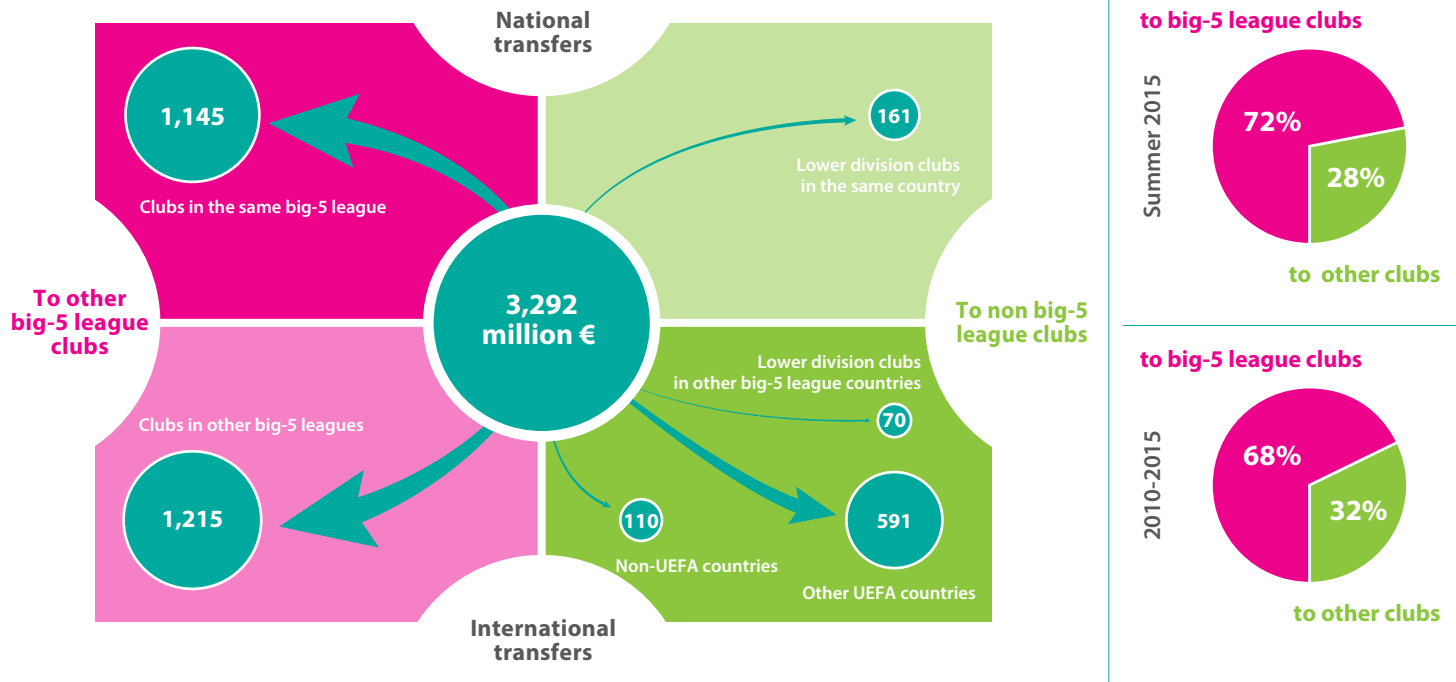 National
transfers
1,145
Clubs in the same big-5 league
161
Lower division clubs
in the same country
To other
big-5 league
clubs
3,292
million €
To non big-5
league clubs
Clubs in other big-5 leagues
1,215
Lower division clubs
in other big-5 league countries
70
110
Non-UEFA countries
591
Other UEFA countries
International
transfers
to big-5 league clubs
Summer 2015
72%
28%
to other clubs
to big-5 league clubs
2010-2015
68%
32%
to other clubs